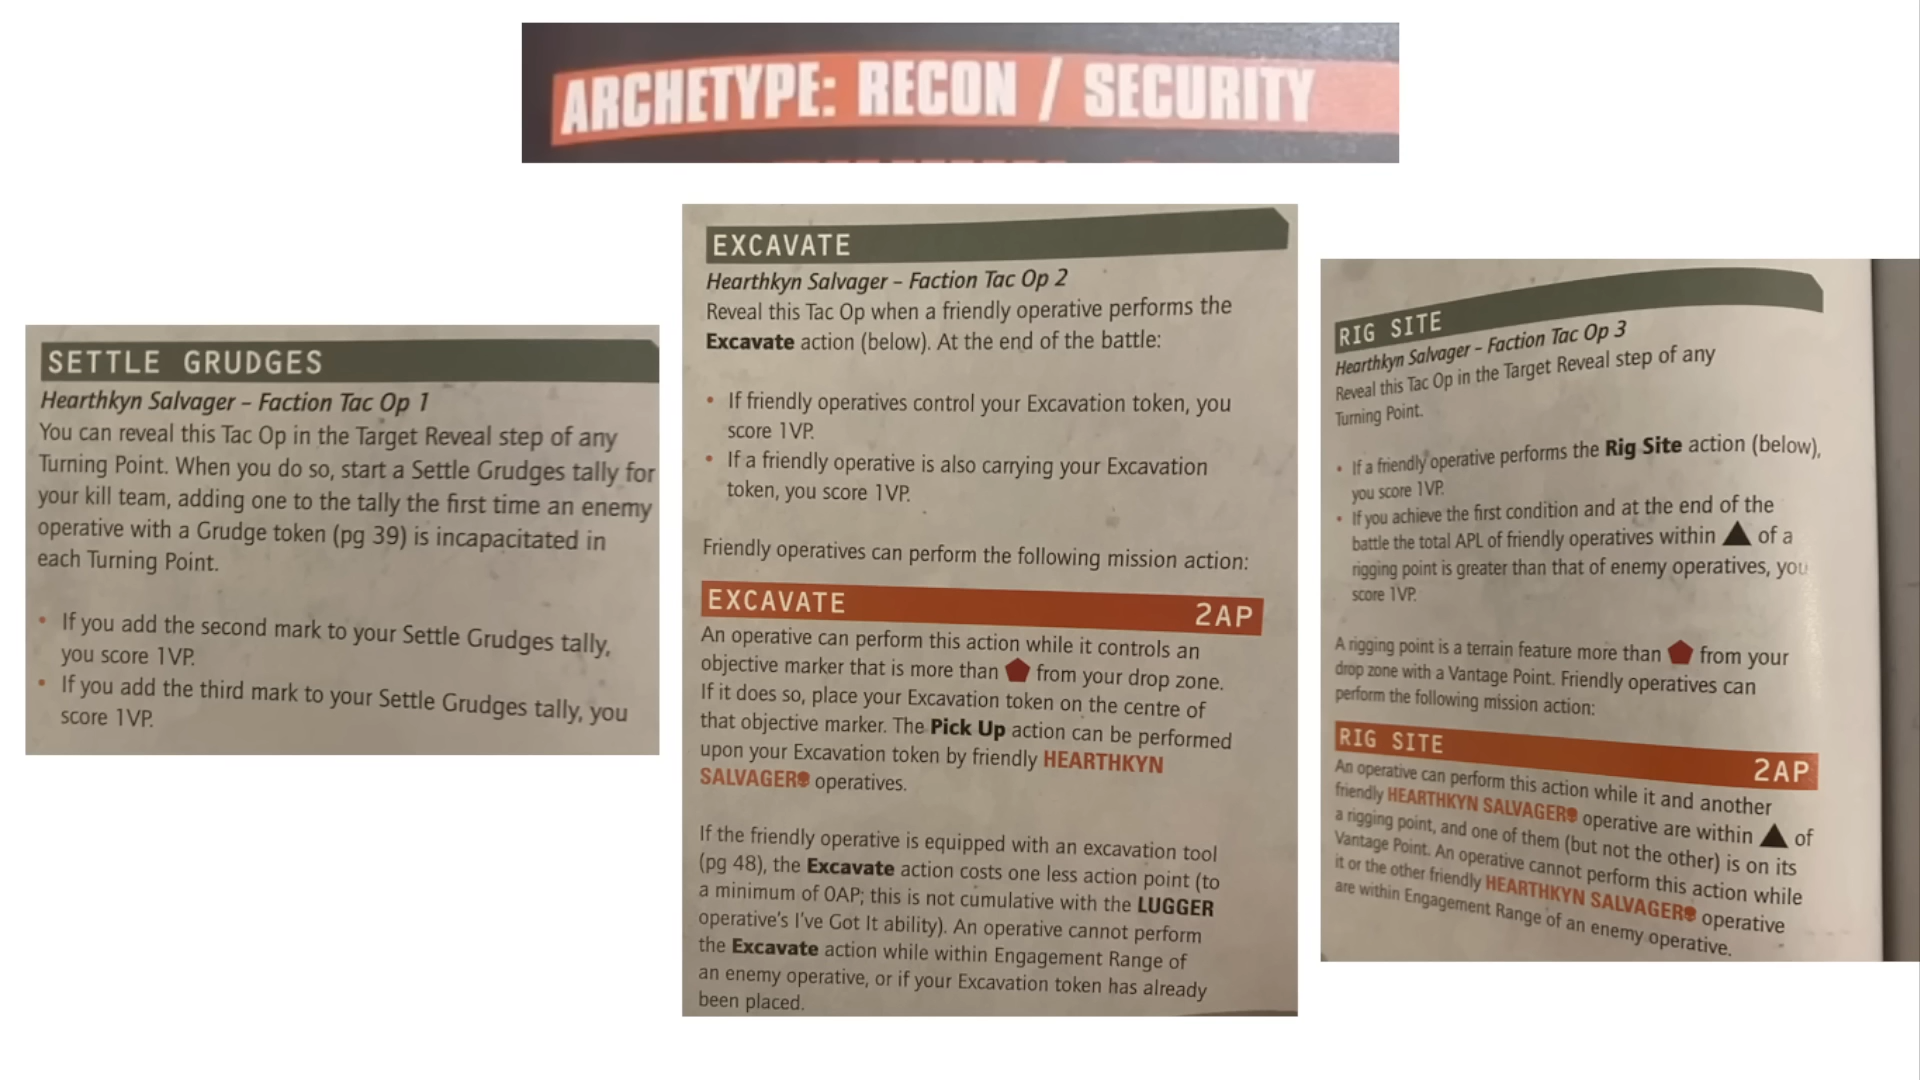 ARCHETYPE: RECON / SECURITY
SETTLE GRUDGES
Hearthkyn Salvager – Faction Tac Op 1
You can reveal this Tac Op in the Target Reveal step of any
Turning Point. When you do so, start a Settle Grudges tally for
your kill team, adding one to the tally the first time an enemy
operative with a Grudge token (pg 39) is incapacitated in
each Turning Point.
• If you add the second mark to your Settle Grudges tally,
you score 1VP.
• If you add the third mark to your Settle Grudges tally, you
score 1VP.
EXCAVATE
Hearthkyn Salvager – Faction Tac Op 2
Reveal this Tac Op when a friendly operative performs the
Excavate action (below). At the end of the battle:
• If friendly operatives control your Excavation token, you
score 1VP.
• If a friendly operative is also carrying your Excavation
token, you score 1VP.
Friendly operatives can perform the following mission action:
EXCAVATE 2AP
An operative can perform this action while it controls an
objective marker that is more than ⬟ from your drop zone.
If it does so, place your Excavation token on the centre of
that objective marker. The Pick Up action can be performed
upon your Excavation token by friendly HEARTHKYN
SALVAGER operatives.
If the friendly operative is equipped with an excavation tool
(pg 48), the Excavate action costs one less action point (to
a minimum of 0AP; this is not cumulative with the LUGGER
operative's I've Got It ability). An operative cannot perform
the Excavate action while within Engagement Range of
an enemy operative, or if your Excavation token has already
been placed.
RIG SITE
Hearthkyn Salvager – Faction Tac Op 3
Reveal this Tac Op in the Target Reveal step of any
Turning Point.
• If a friendly operative performs the Rig Site action (below),
you score 1VP.
• If you achieve the first condition and at the end of the
battle the total APL of friendly operatives within ▲ of a
rigging point is greater than that of enemy operatives, you
score 1VP.
A rigging point is a terrain feature more than ⬟ from your
drop zone with a Vantage Point. Friendly operatives can
perform the following mission action:
RIG SITE 2AP
An operative can perform this action while it and another
friendly HEARTHKYN SALVAGER operative are within ▲ of
a rigging point, and one of them (but not the other) is on its
Vantage Point. An operative cannot perform this action while
it or the other friendly HEARTHKYN SALVAGER operative
are within Engagement Range of an enemy operative.